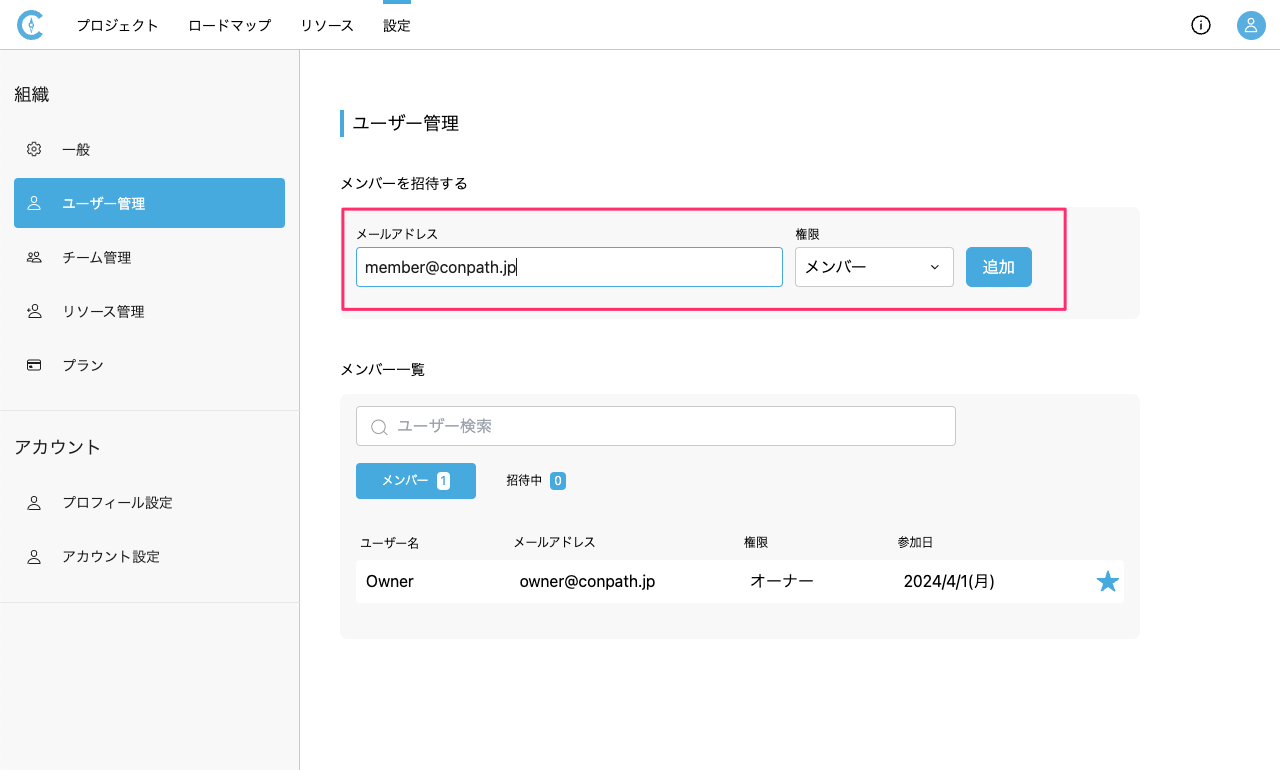 プロジェクト ロードマップ リソース 設定
組織
一般
ユーザー管理
チーム管理
リソース管理
プラン
アカウント
プロフィール設定
アカウント設定
ユーザー管理
メンバーを招待する
メールアドレス 権限
member@conpath.jp メンバー 追加
メンバー一覧
ユーザー検索
メンバー 1 招待中 0
ユーザー名 メールアドレス 権限 参加日
Owner owner@conpath.jp オーナー 2024/4/1(月)